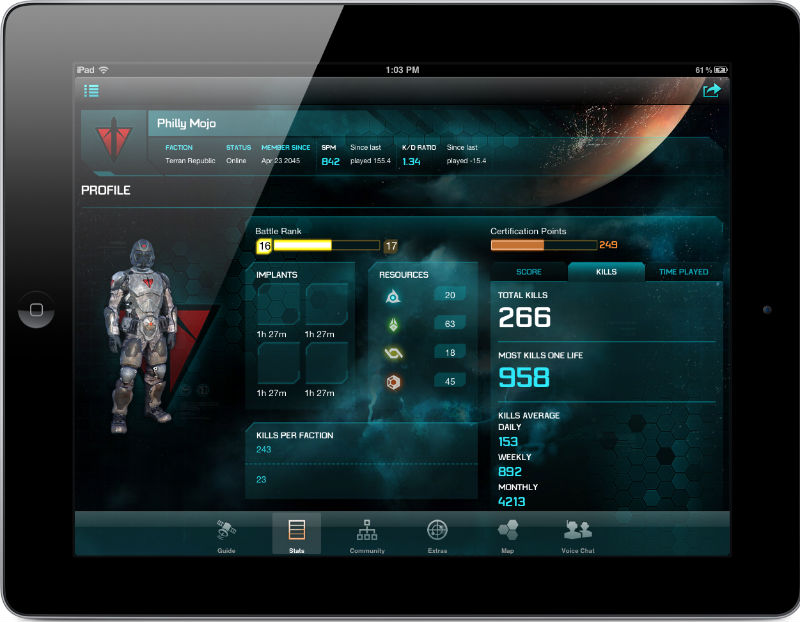 iPad 1:03 PM 61 %
Philly Mojo
FACTION STATUS MEMBER SINCE SPM Since last K/D RATIO Since last
Terran Republic Online Apr 23 2045 842 played 155.4 1.34 played -15.4
PROFILE
Battle Rank
16 17
Certification Points
249
IMPLANTS
1h 27m 1h 27m
1h 27m 1h 27m
RESOURCES
20
63
18
45
KILLS PER FACTION
243
23
SCORE KILLS TIME PLAYED
TOTAL KILLS
266
MOST KILLS ONE LIFE
958
KILLS AVERAGE
DAILY
153
WEEKLY
892
MONTHLY
4213
Guide Stats Community Extras Map Voice Chat